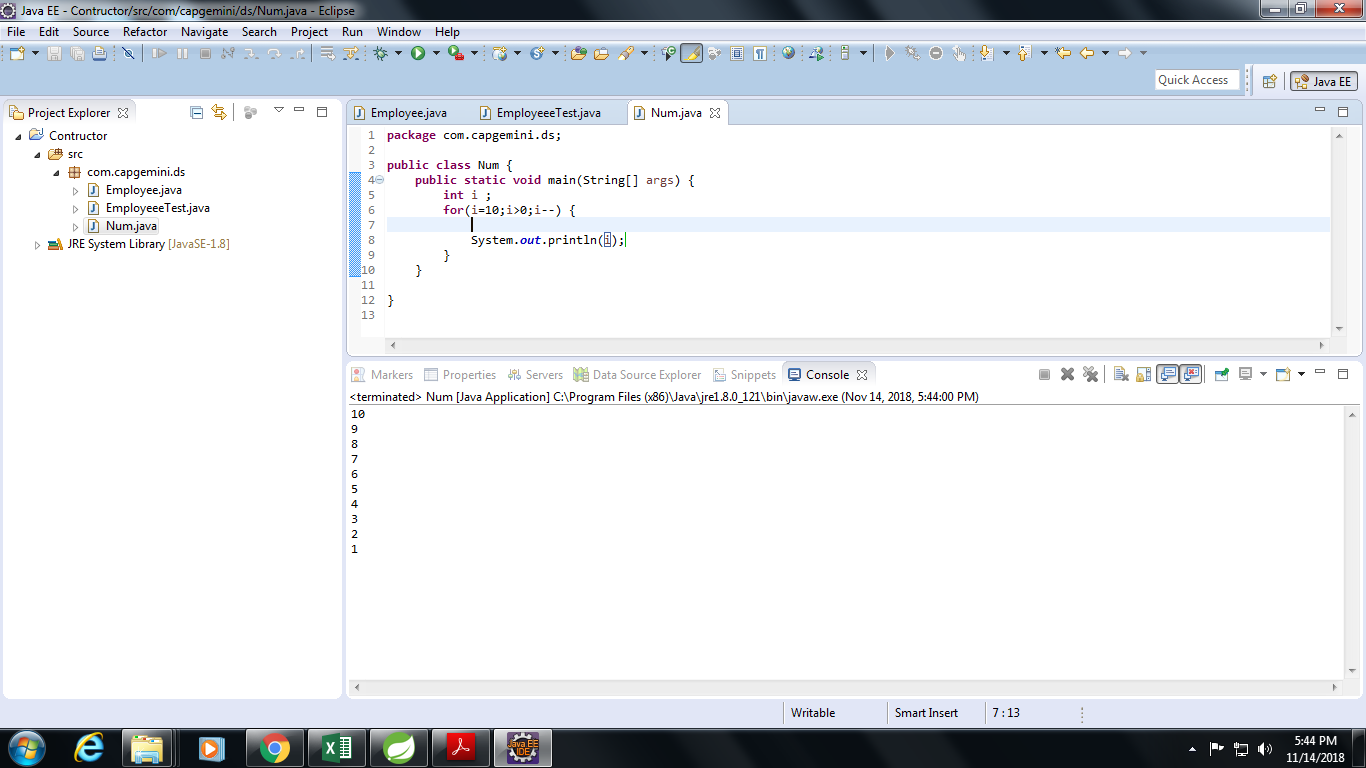 Java EE - Contructor/src/com/capgemini/ds/Num.java - Eclipse
File Edit Source Refactor Navigate Search Project Run Window Help
Quick Access
Java EE
Project Explorer
Contructor
src
com.capgemini.ds
Employee.java
EmployeeeTest.java
Num.java
JRE System Library [JavaSE-1.8]
Employee.java EmployeeeTest.java Num.java
1 package com.capgemini.ds;
2
3 public class Num {
4 public static void main(String[] args) {
5 int i ;
6 for(i=10;i>0;i--) {
7
8 System.out.println(i);
9 }
10 }
11
12 }
13
Markers Properties Servers Data Source Explorer Snippets Console
<terminated> Num [Java Application] C:\Program Files (x86)\Java\jre1.8.0_121\bin\javaw.exe (Nov 14, 2018, 5:44:00 PM)
10
9
8
7
6
5
4
3
2
1
Writable Smart Insert 7 : 13
Java EE
IDE
5:44 PM
11/14/2018